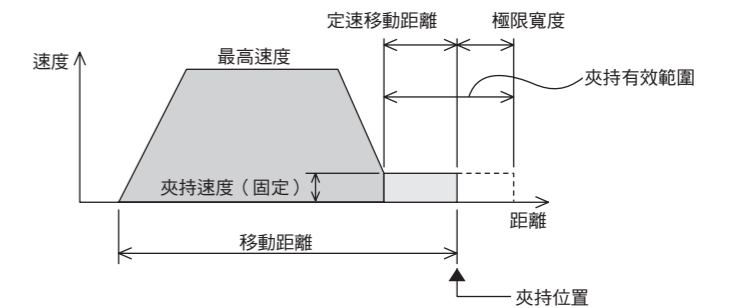 定速移動距離
極限寬度
速度
最高速度
夾持有效範圍
夾持速度（固定）
距離
移動距離
夾持位置